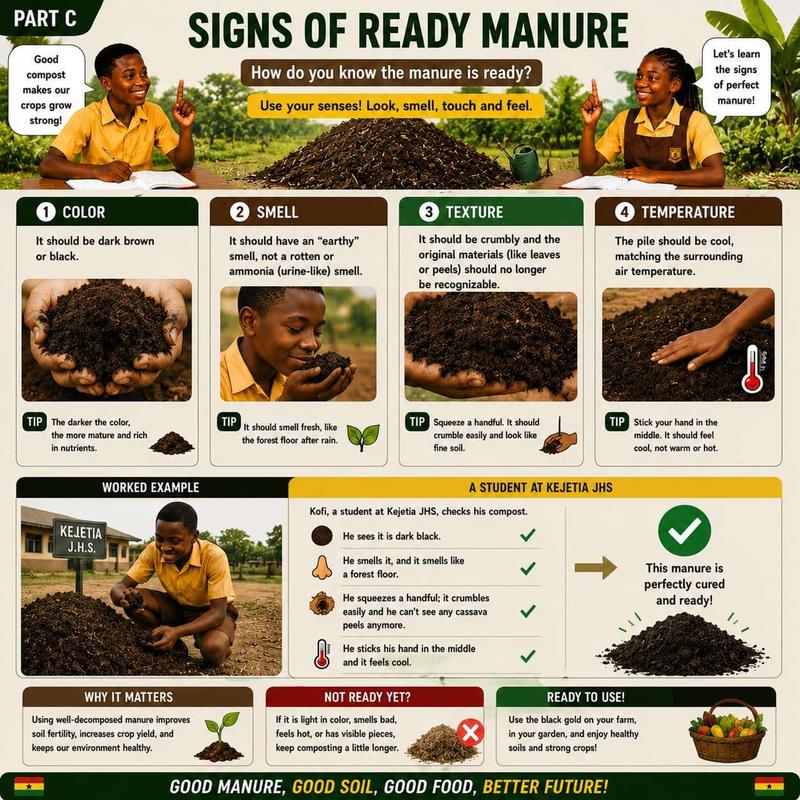 PART C
SIGNS OF READY MANURE
How do you know the manure is ready?
Use your senses! Look, smell, touch and feel.
Good
compost
makes our
crops grow
strong!
Let's learn
the signs
of perfect
manure!
1 COLOR
It should be dark brown
or black.
TIP
The darker the color,
the more mature and rich
in nutrients.
2 SMELL
It should have an “earthy”
smell, not a rotten or
ammonia (urine-like) smell.
TIP
It should smell fresh, like
the forest floor after rain.
3 TEXTURE
It should be crumbly and the
original materials (like leaves
or peels) should no longer
be recognizable.
TIP
Squeeze a handful. It should
crumble easily and look like
fine soil.
4 TEMPERATURE
The pile should be cool,
matching the surrounding
air temperature.
TIP
Stick your hand in the
middle. It should feel
cool, not warm or hot.
WORKED EXAMPLE
KEJETIA
J.H.S.
A STUDENT AT KEJETIA JHS
Kofi, a student at Kejetia JHS, checks his compost.
He sees it is dark black.
He smells it, and it smells like
a forest floor.
He squeezes a handful; it crumbles
easily and he can't see any cassava
peels anymore.
He sticks his hand in the middle
and it feels cool.
This manure is
perfectly cured
and ready!
WHY IT MATTERS
Using well-decomposed manure improves
soil fertility, increases crop yield, and
keeps our environment healthy.
NOT READY YET?
If it is light in color, smells bad,
feels hot, or has visible pieces,
keep composting a little longer.
READY TO USE!
Use the black gold on your farm,
in your garden, and enjoy healthy
soils and strong crops!
GOOD MANURE, GOOD SOIL, GOOD FOOD, BETTER FUTURE!